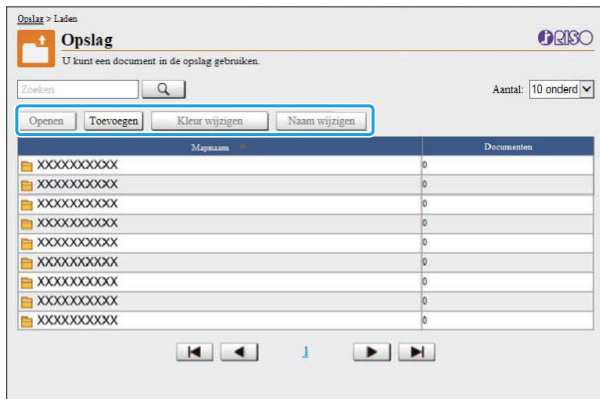 Opslag > Laden
Opslag
RISO
U kunt een document in de opslag gebruiken.
Zoeken
Aantal: 10 onderd
Openen Toevoegen Kleur wijzigen Naam wijzigen
Mapnaam Documenten
XXXXXXXXXX 0
XXXXXXXXXX 0
XXXXXXXXXX 0
XXXXXXXXXX 0
XXXXXXXXXX 0
XXXXXXXXXX 0
XXXXXXXXXX 0
XXXXXXXXXX 0
XXXXXXXXXX 0
1